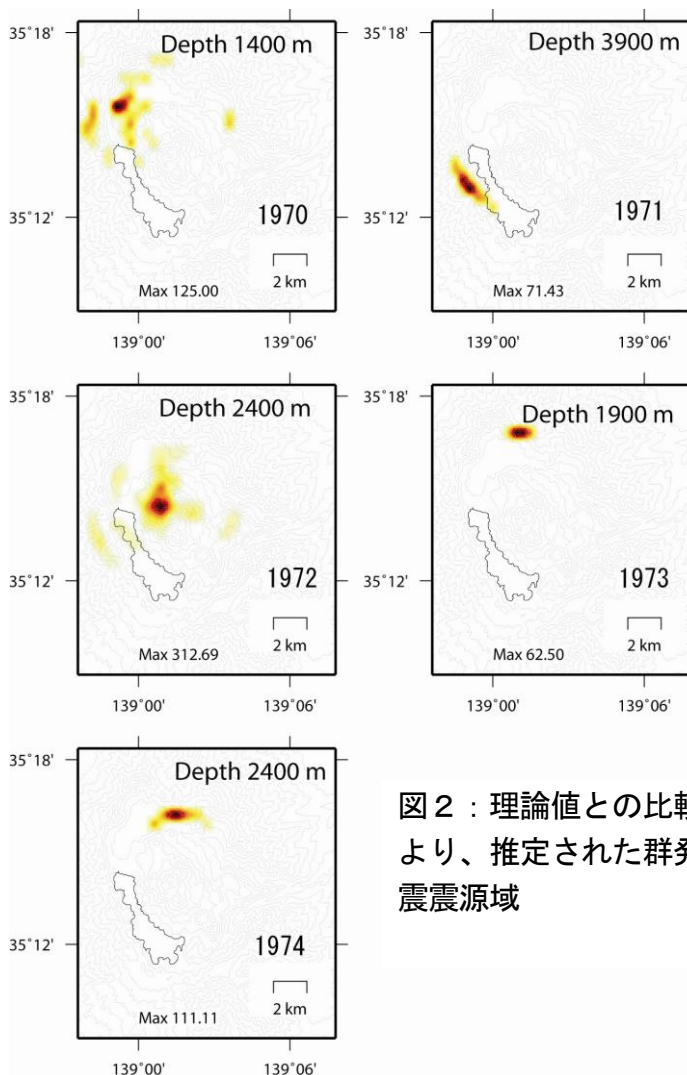 35˚18'
Depth 1400 m
35˚12'
1970
2 km
Max 125.00
139˚00'
139˚06'
35˚18'
Depth 3900 m
35˚12'
1971
2 km
Max 71.43
139˚00'
139˚06'
35˚18'
Depth 2400 m
35˚12'
1972
2 km
Max 312.69
139˚00'
139˚06'
35˚18'
Depth 1900 m
35˚12'
1973
2 km
Max 62.50
139˚00'
139˚06'
35˚18'
Depth 2400 m
35˚12'
1974
2 km
Max 111.11
139˚00'
139˚06'
図2：理論値との比
より、推定された群
震震源域